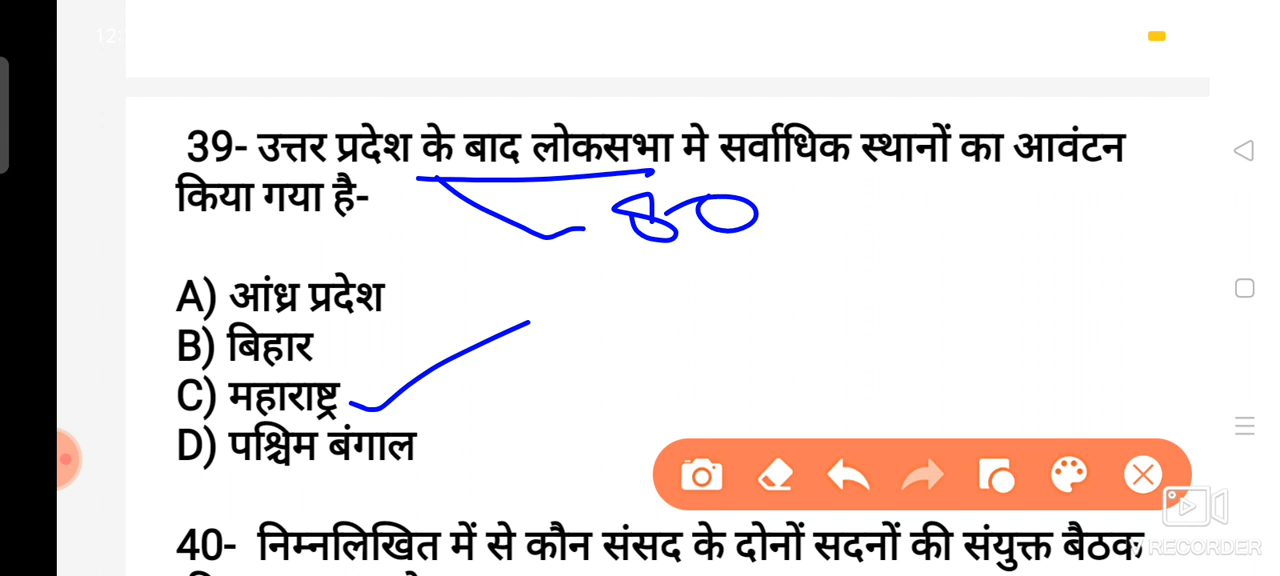 12:
39- उत्तर प्रदेश के बाद लोकसभा मे सर्वाधिक स्थानों का आवंटन
किया गया है-
80
A) आंध्र प्रदेश
B) बिहार
C) महाराष्ट्र
D) पश्चिम बंगाल
40- निम्नलिखित में से कौन संसद के दोनों सदनों की संयुक्त बैठक
RECORDER